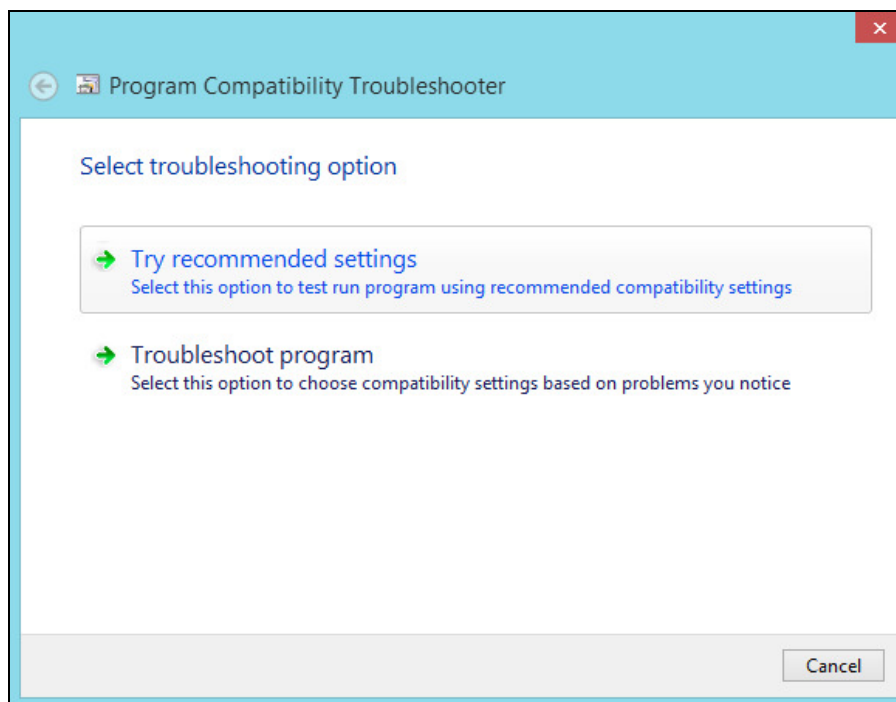 Program Compatibility Troubleshooter
Select troubleshooting option
Try recommended settings
Select this option to test run program using recommended compatibility settings
Troubleshoot program
Select this option to choose compatibility settings based on problems you notice
Cancel